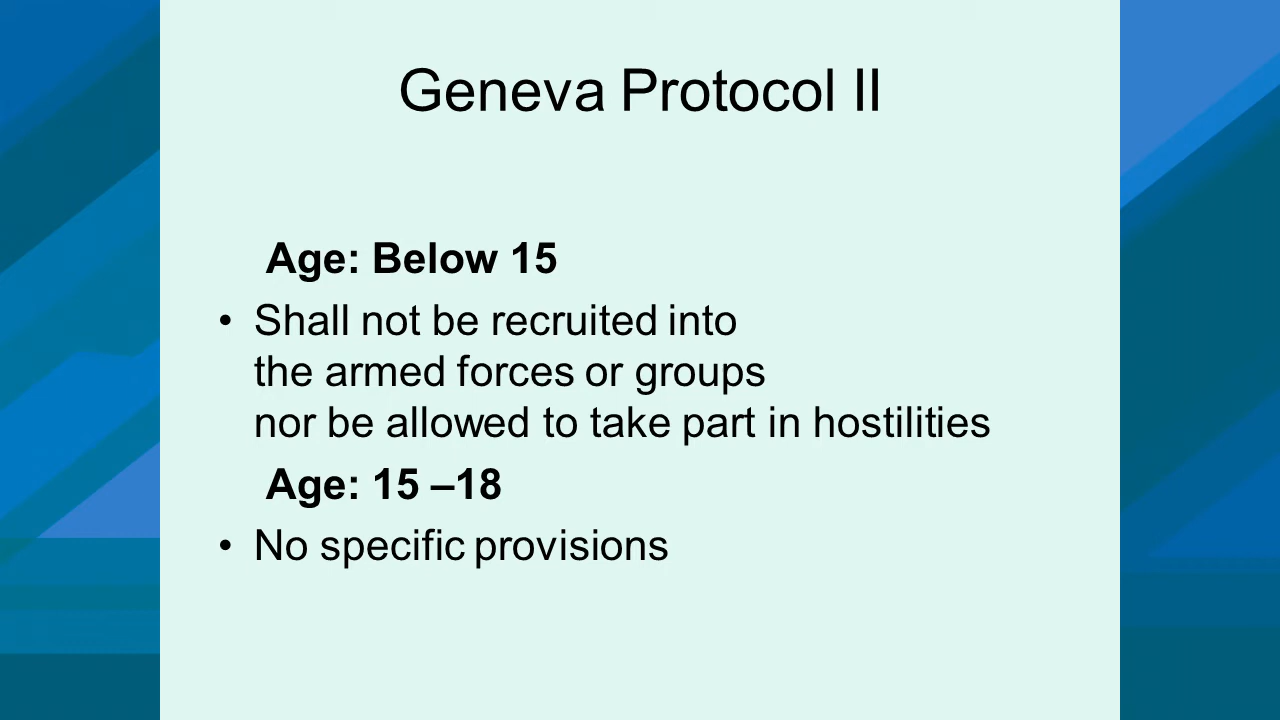 Geneva Protocol II
Age: Below 15
• Shall not be recruited into
the armed forces or groups
nor be allowed to take part in hostilities
Age: 15 –18
• No specific provisions